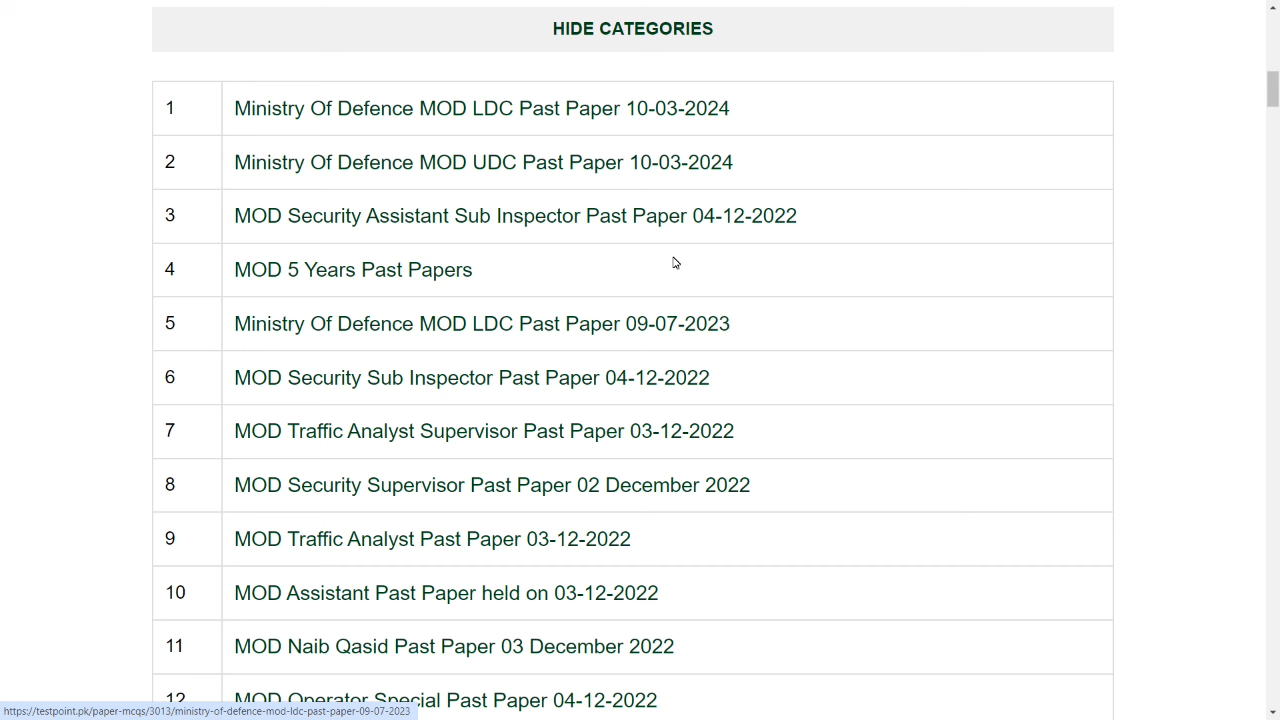 HIDE CATEGORIES
1 Ministry Of Defence MOD LDC Past Paper 10-03-2024
2 Ministry Of Defence MOD UDC Past Paper 10-03-2024
3 MOD Security Assistant Sub Inspector Past Paper 04-12-2022
4 MOD 5 Years Past Papers
5 Ministry Of Defence MOD LDC Past Paper 09-07-2023
6 MOD Security Sub Inspector Past Paper 04-12-2022
7 MOD Traffic Analyst Supervisor Past Paper 03-12-2022
8 MOD Security Supervisor Past Paper 02 December 2022
9 MOD Traffic Analyst Past Paper 03-12-2022
10 MOD Assistant Past Paper held on 03-12-2022
11 MOD Naib Qasid Past Paper 03 December 2022
12 MOD Operator Special Past Paper 04-12-2022
https://testpoint.pk/paper-mcqs/3013/ministry-of-defence-mod-ldc-past-paper-09-07-2023